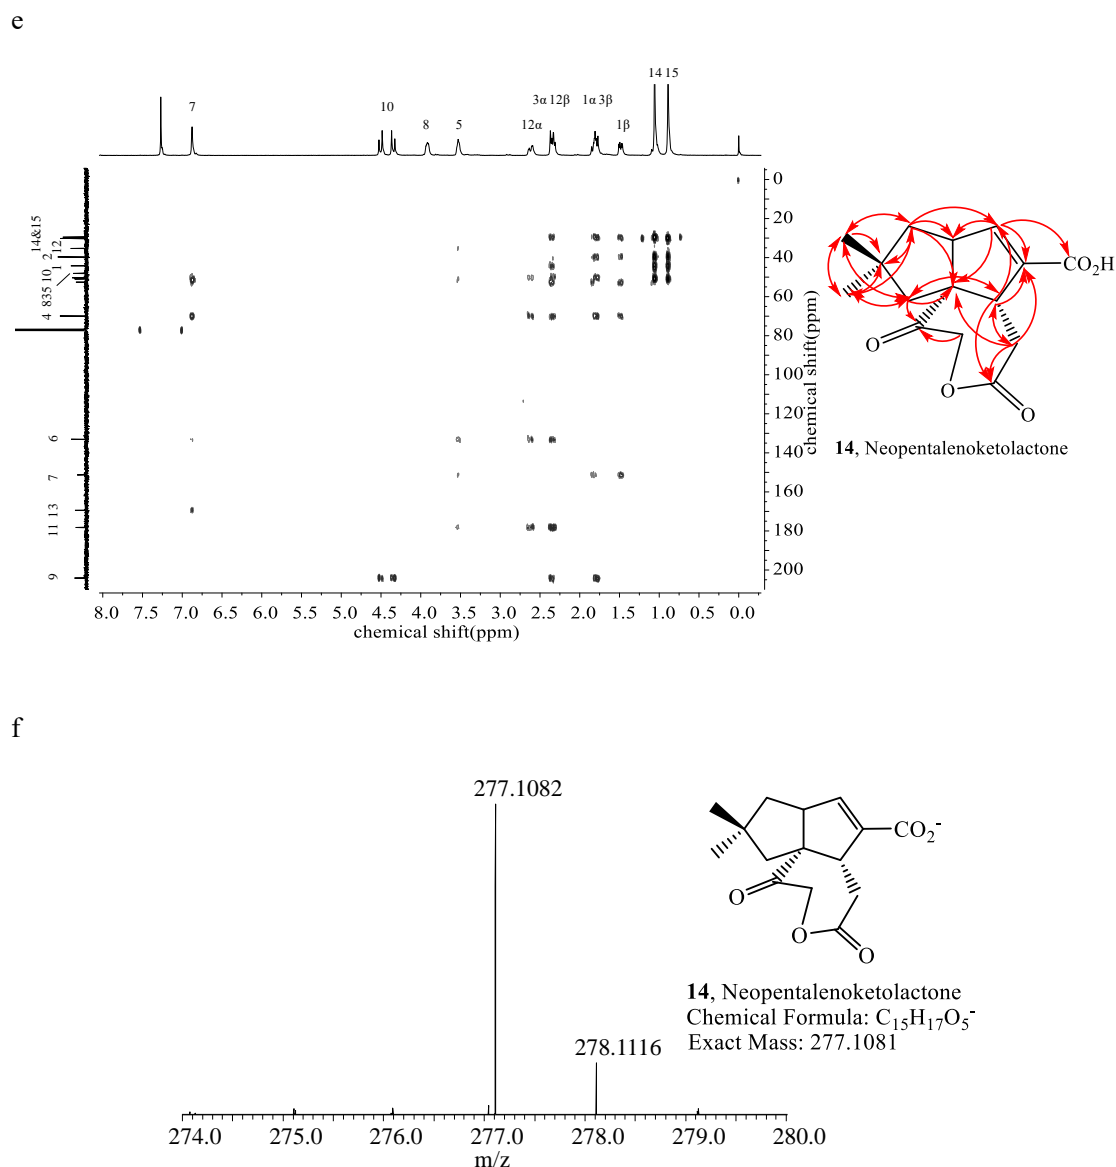 e
7
10
8
5
12α
3α 12β
1α 3β
1β
14 15
14&15
12
2
1
10
835
4
6
7
11 13
9
0
20
40
60
80
100
120
140
160
180
200
chemical shift(ppm)
8.0 7.5 7.0 6.5 6.0 5.5 5.0 4.5 4.0 3.5 3.0 2.5 2.0 1.5 1.0 0.5 0.0
chemical shift(ppm)
CO₂H
O
O
O
14, Neopentalenoketolactone
f
277.1082
278.1116
274.0 275.0 276.0 277.0 278.0 279.0 280.0
m/z
CO₂⁻
O
O
O
14, Neopentalenoketolactone
Chemical Formula: C₁₅H₁₇O₅⁻
Exact Mass: 277.1081